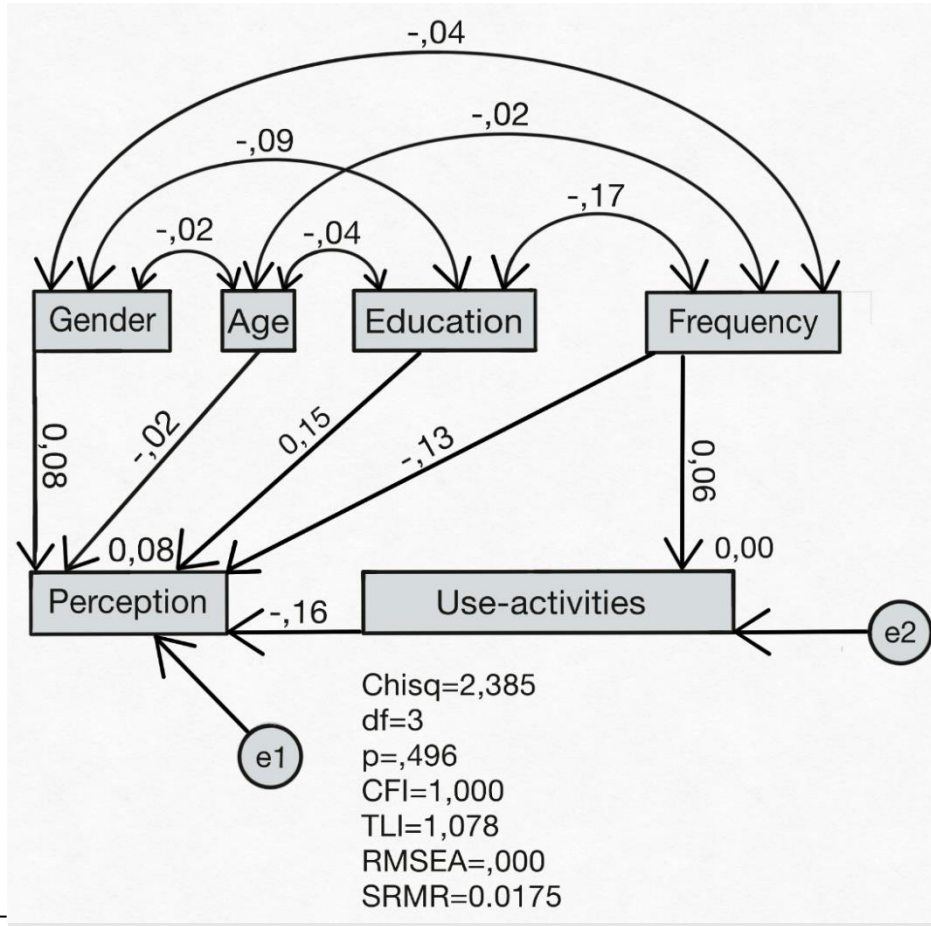 -,04
-,02
-,09
-,17
-,02
-,04
Gender
Age
Education
Frequency
0,08
-,02
0,15
-,13
0,06
0,08
0,00
Perception
-,16
Use-activities
e2
e1
Chisq=2,385
df=3
p=,496
CFI=1,000
TLI=1,078
RMSEA=,000
SRMR=0.0175